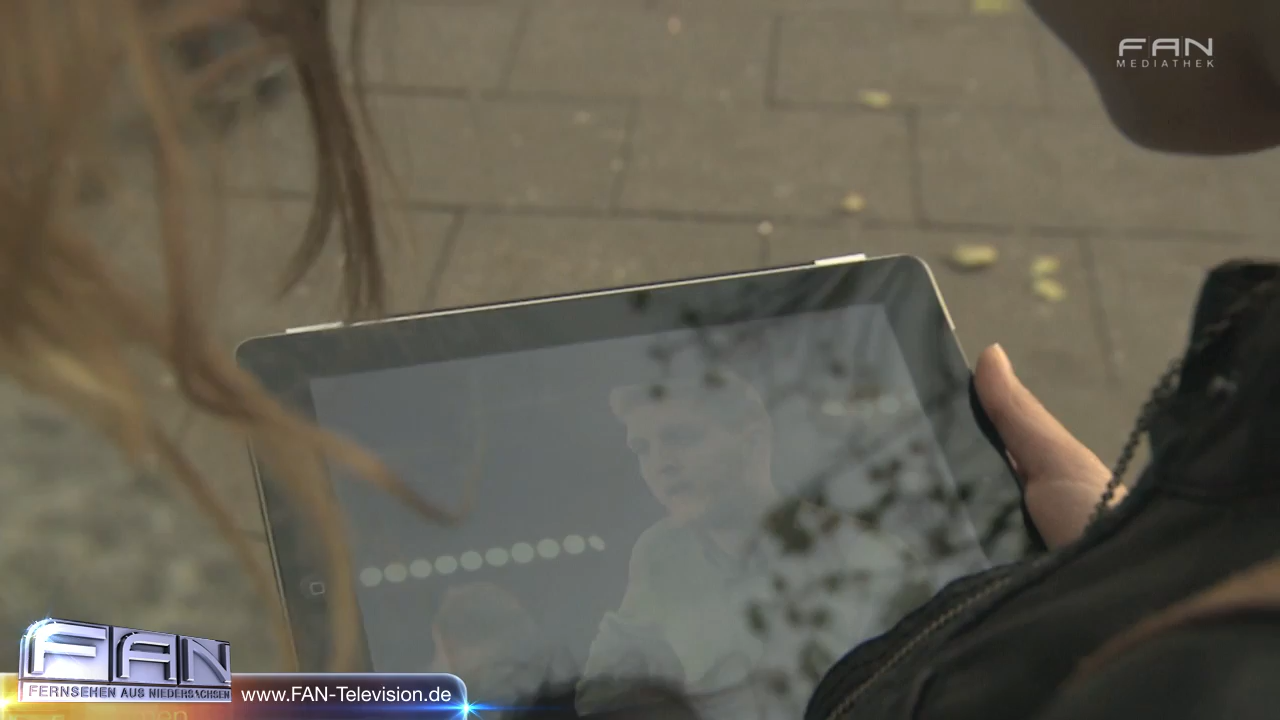 FAN
MEDIATHEK
FAN
FERNSEHEN AUS NIEDERSACHSEN
www.FAN-Television.de